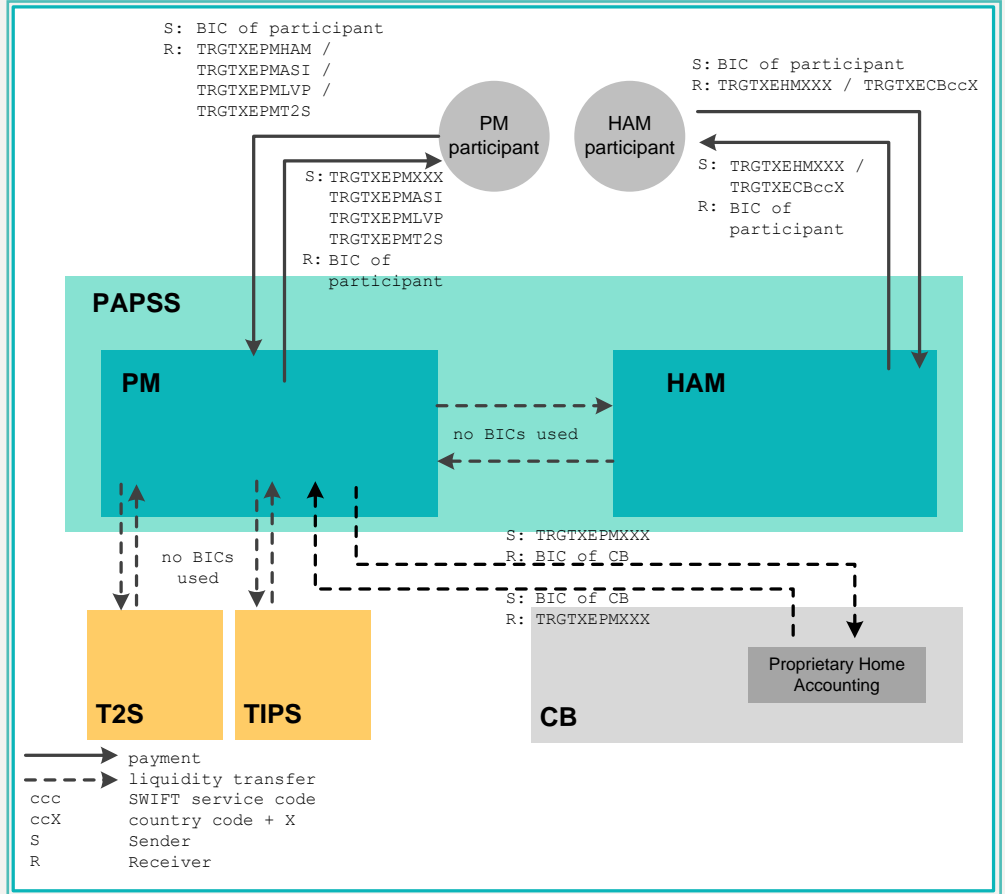 S: BIC of participant
R: TRGTXEPMHAM /
TRGTXEPMASI /
TRGTXEPMLVP /
TRGTXEPMT2S
S: BIC of participant
R: TRGTXEHMXXX / TRGTXECBccX
PM
participant
HAM
participant
S: TRGTXEPMXXX
TRGTXEPMASI
TRGTXEPMLVP
TRGTXEPMT2S
R: BIC of
participant
S: TRGTXEHMXXX /
TRGTXECBccX
R: BIC of
participant
PAPSS
PM
HAM
no BICs used
S: TRGTXEPMXXX
R: BIC of CB
no BICs
used
S: BIC of CB
R: TRGTXEPMXXX
Proprietary Home
Accounting
T2S
TIPS
CB
payment
liquidity transfer
ccc SWIFT service code
ccX country code + X
S Sender
R Receiver